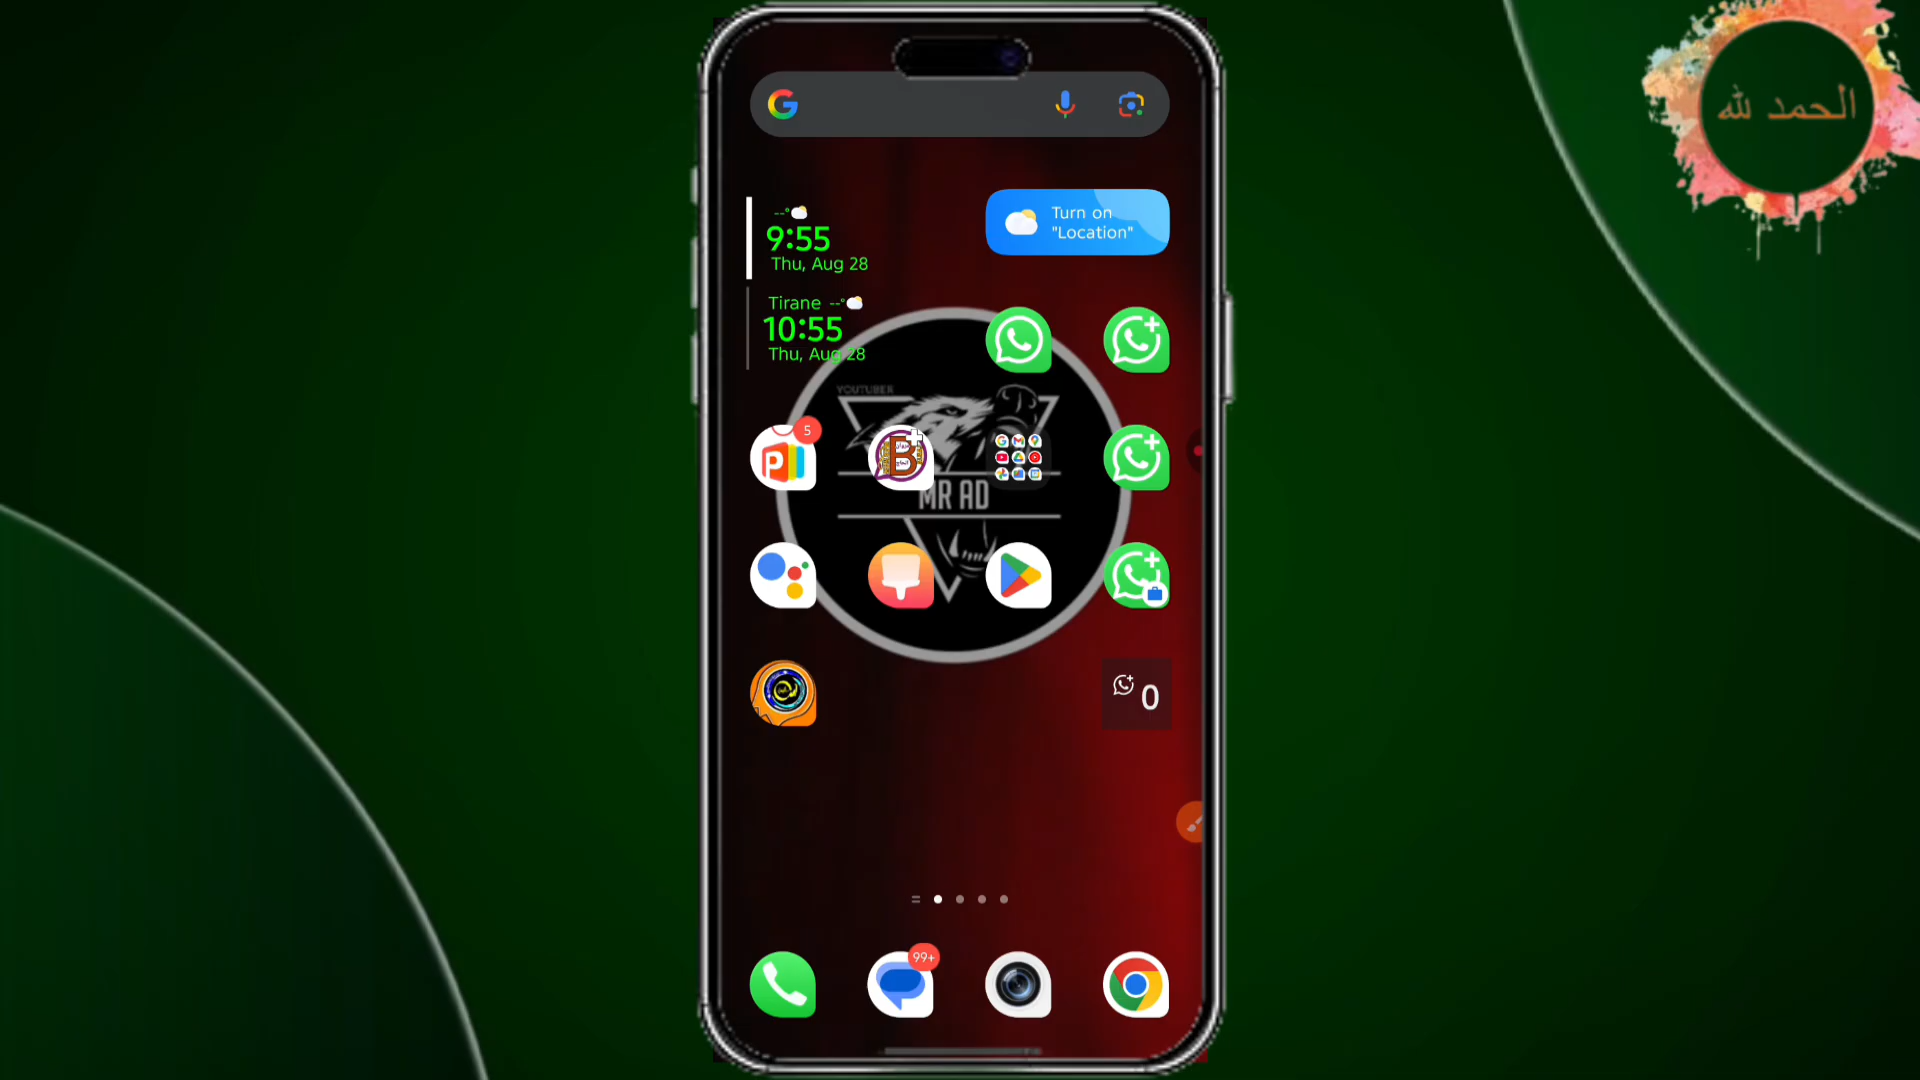 الحمد لله
Turn on
"Location"
--°
9:55
Thu, Aug 28
Tirane --°
10:55
Thu, Aug 28
YOUTUBER
5
P
B
MR AD
0
99+